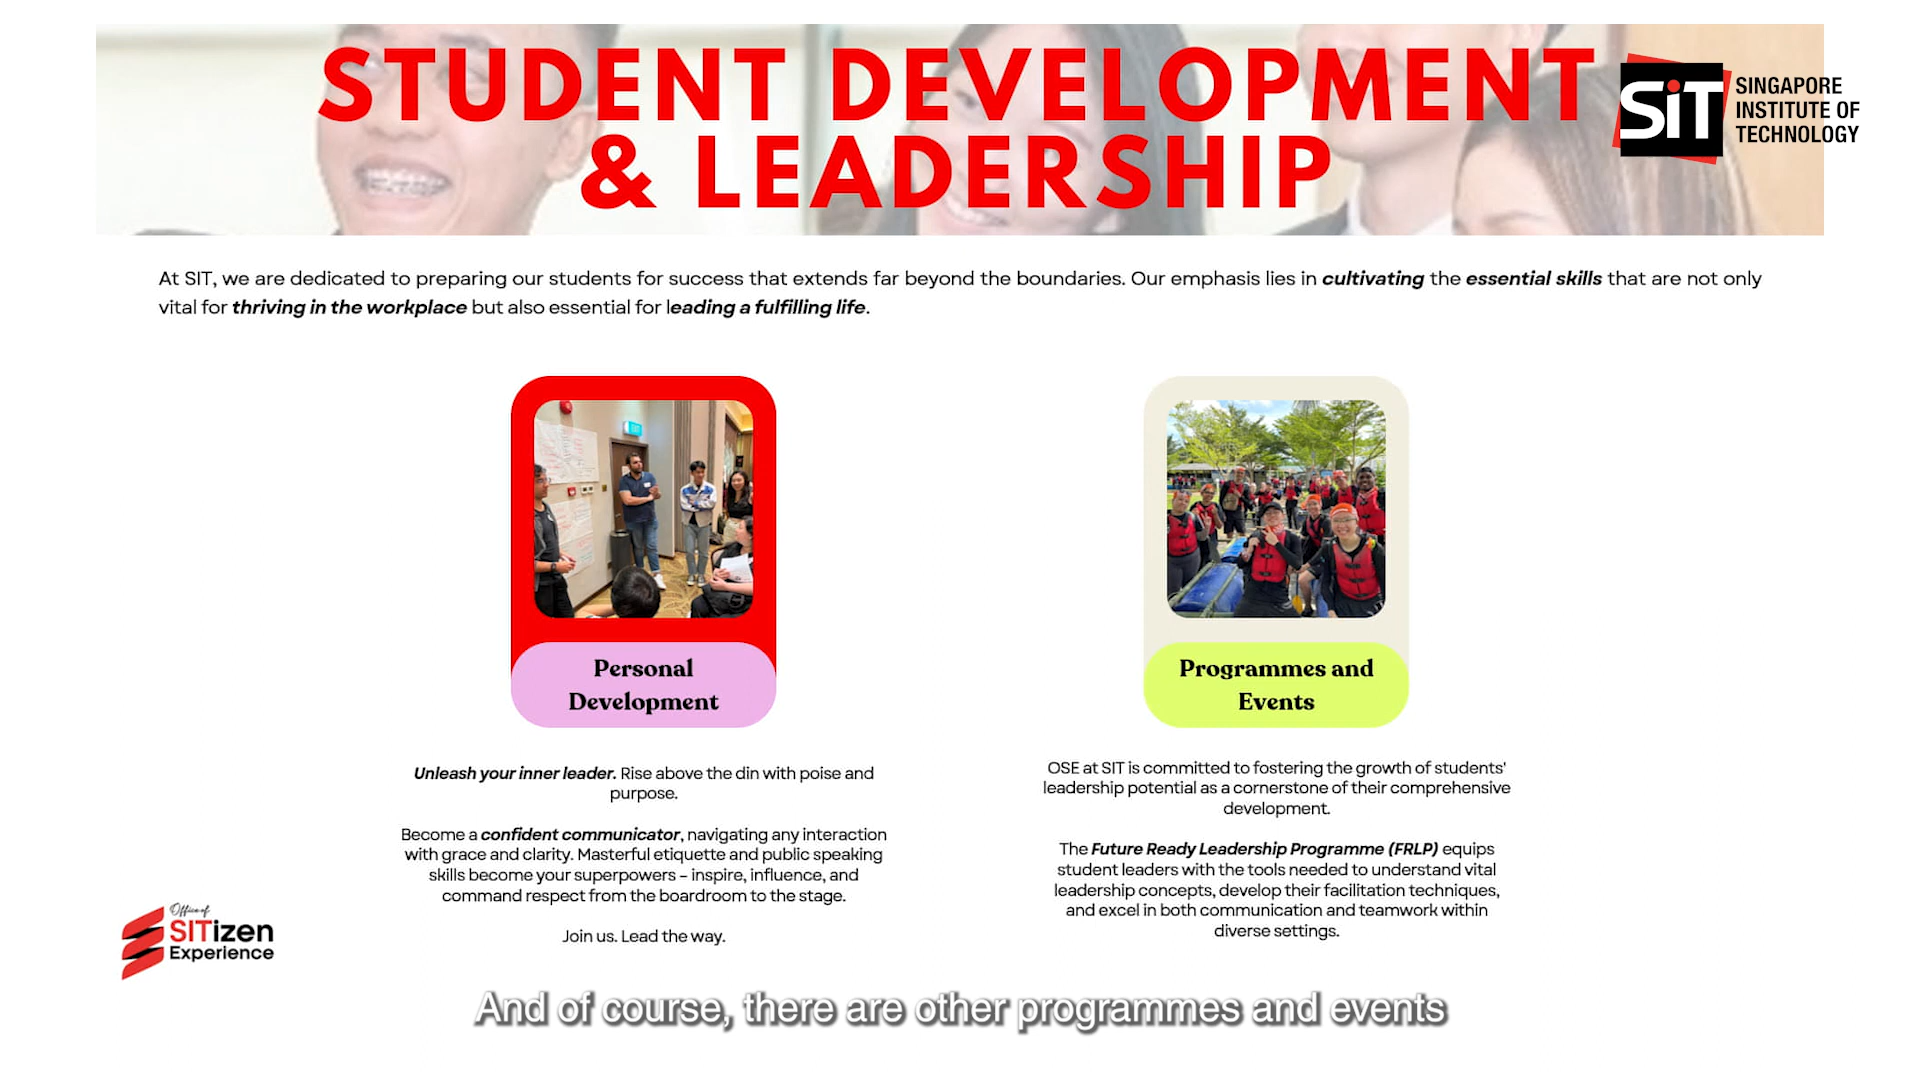 STUDENT DEVELOPMENT
& LEADERSHIP
SiT
SINGAPORE
INSTITUTE OF
TECHNOLOGY
At SIT, we are dedicated to preparing our students for success that extends far beyond the boundaries. Our emphasis lies in cultivating the essential skills that are not only
vital for thriving in the workplace but also essential for leading a fulfilling life.
Personal
Development
Unleash your inner leader. Rise above the din with poise and
purpose.
Become a confident communicator, navigating any interaction
with grace and clarity. Masterful etiquette and public speaking
skills become your superpowers – inspire, influence, and
command respect from the boardroom to the stage.
Join us. Lead the way.
Programmes and
Events
OSE at SIT is committed to fostering the growth of students'
leadership potential as a cornerstone of their comprehensive
development.
The Future Ready Leadership Programme (FRLP) equips
student leaders with the tools needed to understand vital
leadership concepts, develop their facilitation techniques,
and excel in both communication and teamwork within
diverse settings.
Office of
SITizen
Experience
And of course, there are other programmes and events